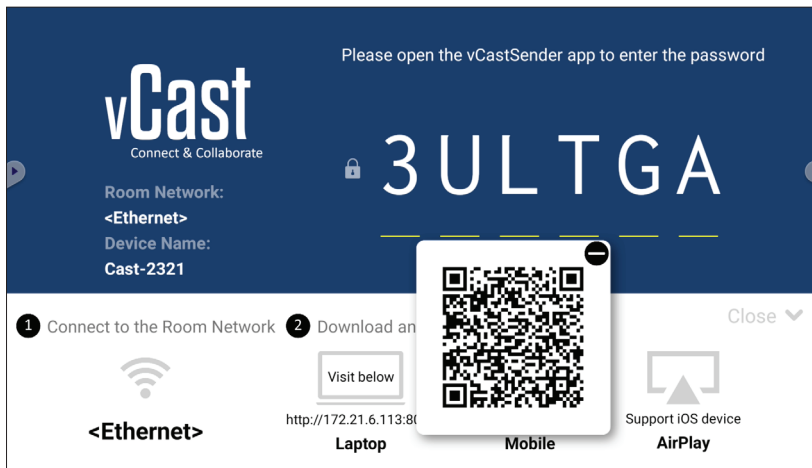 Please open the vCastSender app to enter the password
vCast
Connect & Collaborate
3ULTGA
Room Network:
<Ethernet>
Device Name:
Cast-2321
1 Connect to the Room Network
2 Download an
Close
Visit below
http://172.21.6.113:80
Support iOS device
<Ethernet>
Laptop
Mobile
AirPlay